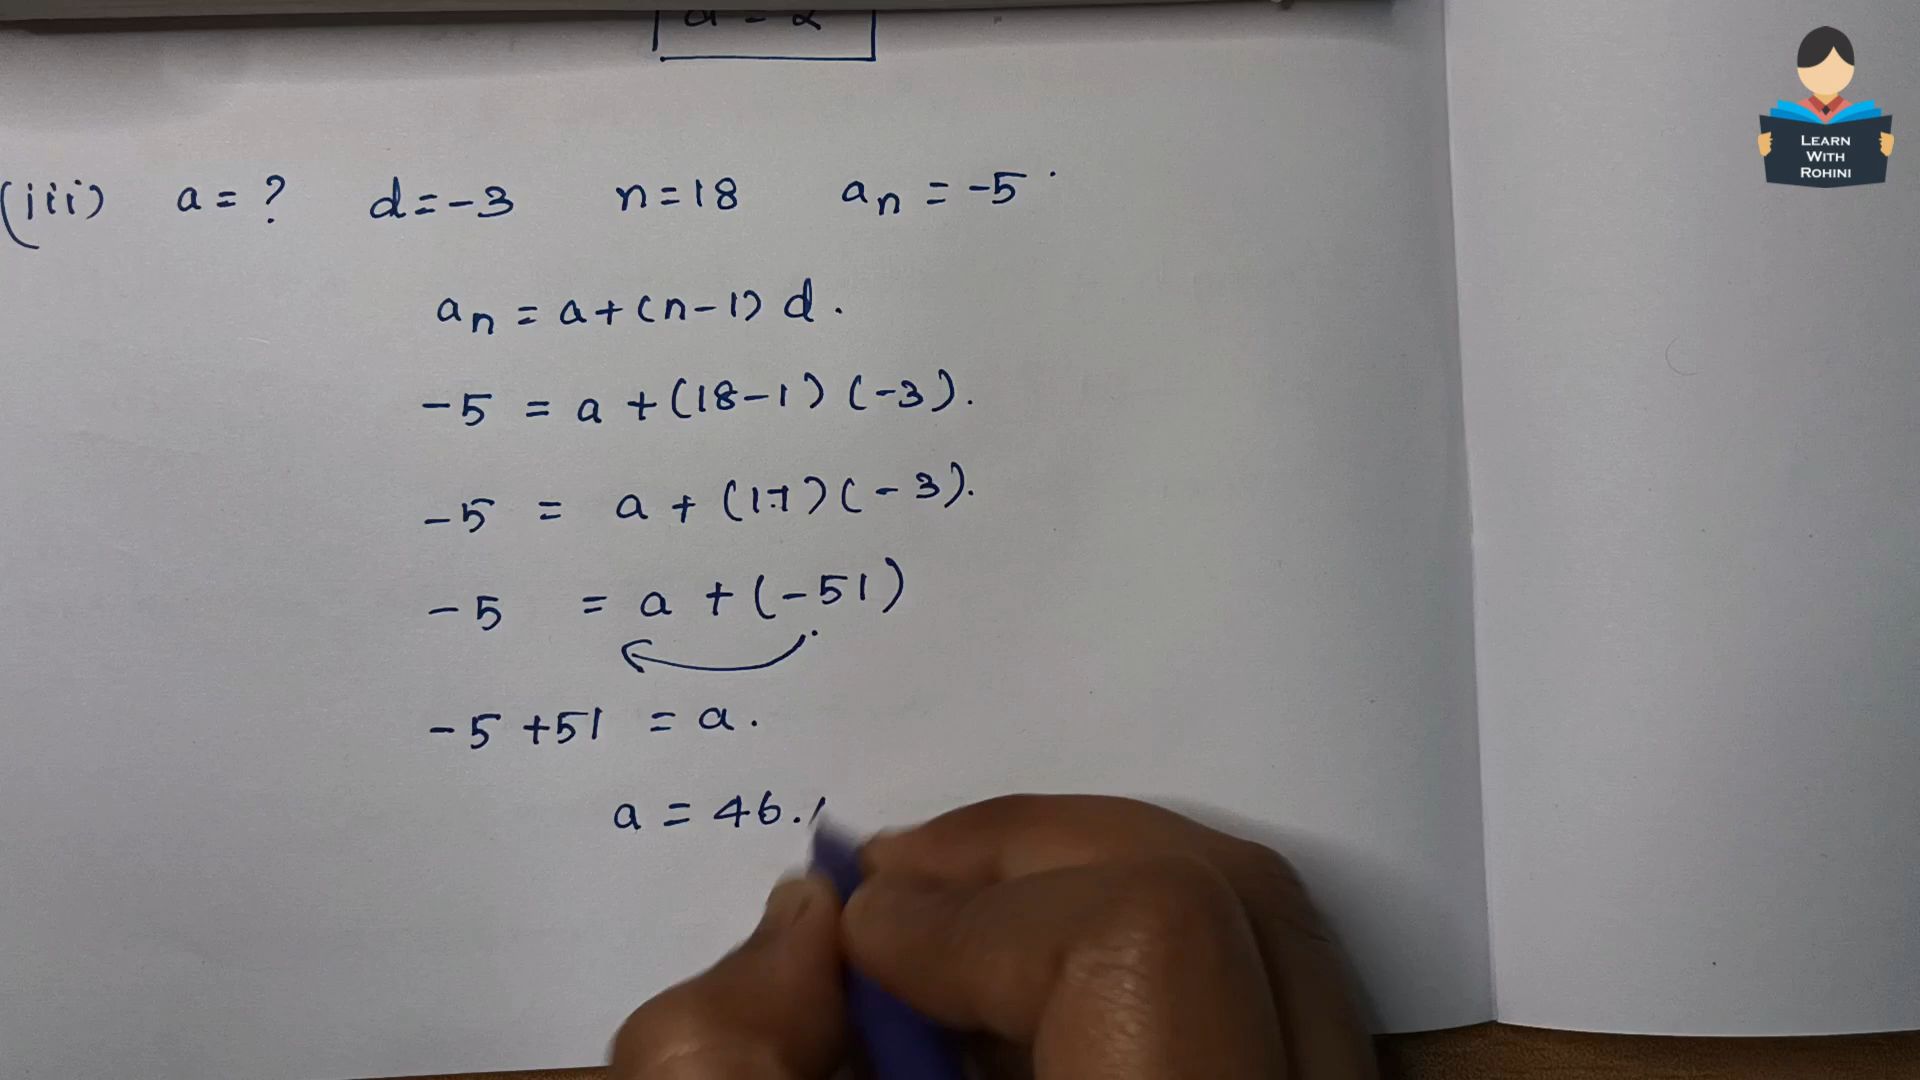 (iii) a = ? d = -3 n = 18 an = -5
an = a + (n - 1) d.
-5 = a + (18 - 1) (-3).
-5 = a + (17) (-3).
-5 = a + (-51)
-5 + 51 = a.
a = 46.
LEARN
WITH
ROHINI